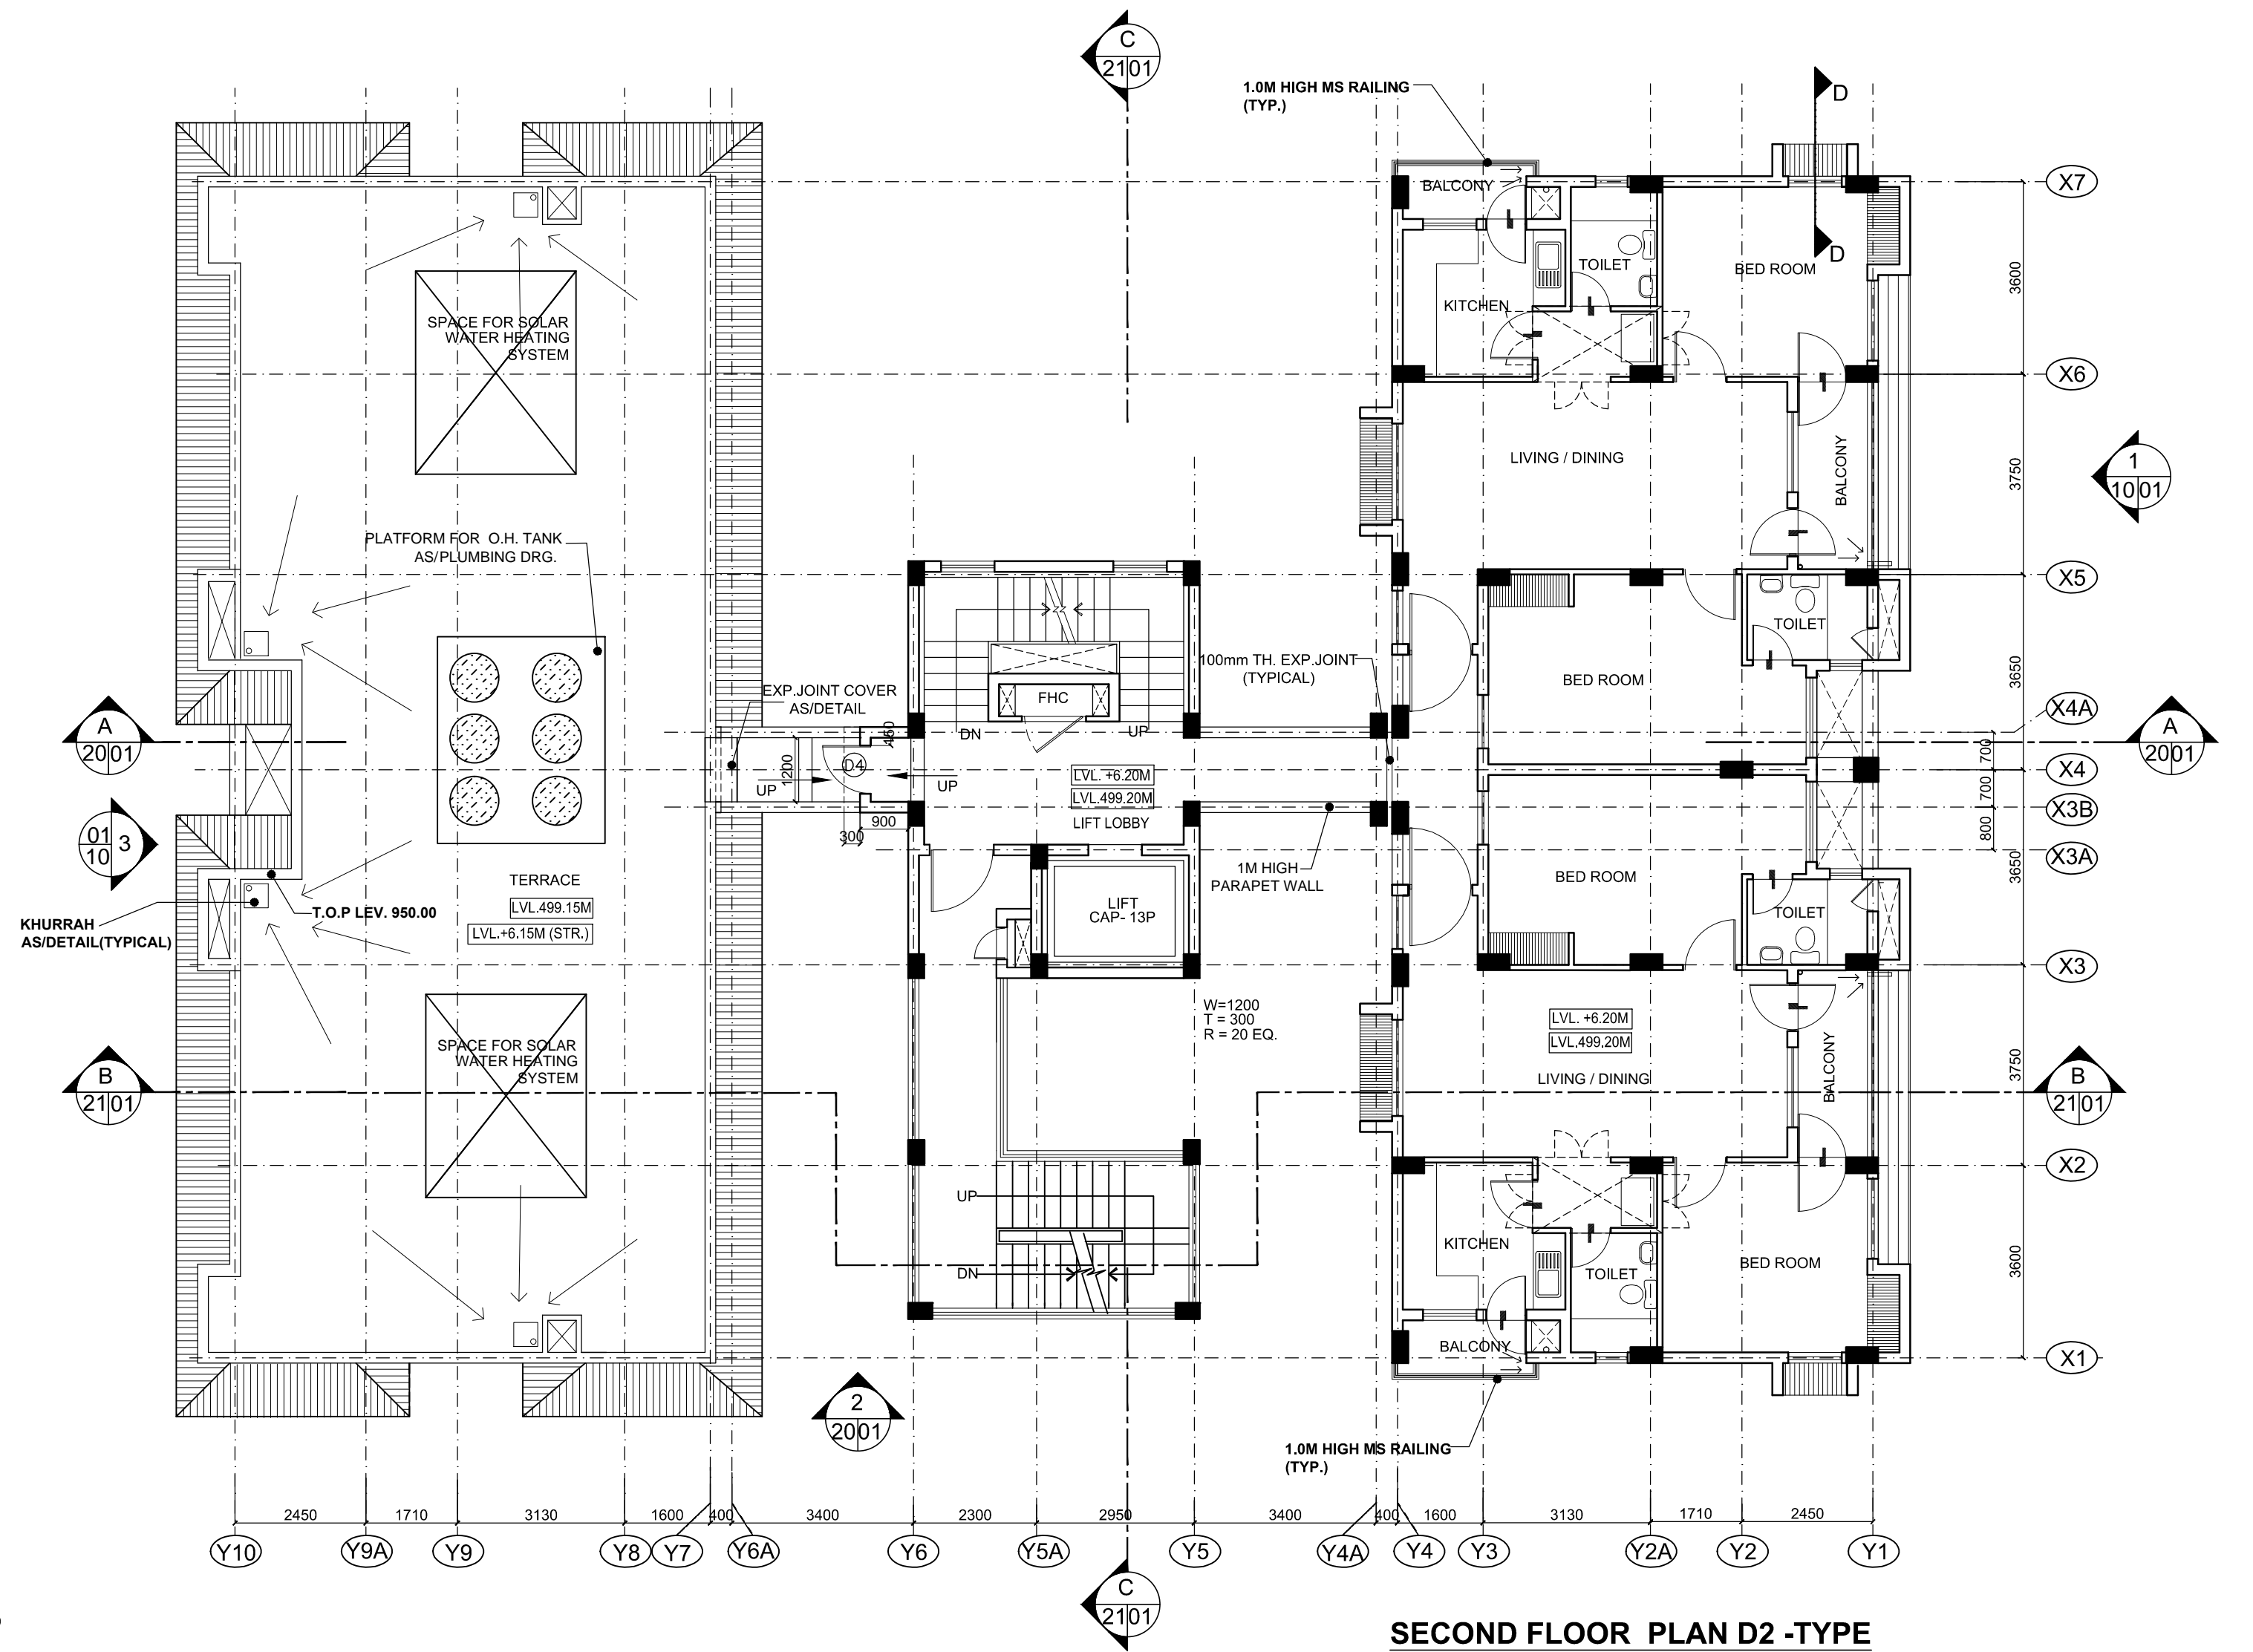 C
21 01
1.0M HIGH MS RAILING
(TYP.)
D
D
BALCONY
TOILET
BED ROOM
KITCHEN
X7
3600
SPACE FOR SOLAR
WATER HEATING
SYSTEM
X6
LIVING / DINING
BALCONY
3750
1
10 01
PLATFORM FOR O.H. TANK
AS/PLUMBING DRG.
X5
TOILET
100mm TH. EXP.JOINT
(TYPICAL)
BED ROOM
3650
EXP.JOINT COVER
AS/DETAIL
FHC
DN
UP
150
A
20 01
X4A
A
20 01
700
D4
1200
UP
UP
LVL. +6.20M
LVL.499.20M
LIFT LOBBY
X4
700
X3B
800
X3A
3650
01
10
3
300
900
1M HIGH
PARAPET WALL
TERRACE
LVL.499.15M
LVL.+6.15M (STR.)
T.O.P LEV. 950.00
KHURRAH
AS/DETAIL(TYPICAL)
LIFT
CAP- 13P
BED ROOM
TOILET
X3
W=1200
T = 300
R = 20 EQ.
LVL. +6.20M
LVL,499,20M
SPACE FOR SOLAR
WATER HEATING
SYSTEM
LIVING / DINING
BALCONY
3750
B
21 01
B
21 01
X2
UP
DN
KITCHEN
TOILET
BED ROOM
3600
BALCONY
X1
2
20 01
1.0M HIGH MS RAILING
(TYP.)
2450 1710 3130 1600 400 3400 2300 2950 3400 400 1600 3130 1710 2450
Y10 Y9A Y9 Y8 Y7 Y6A Y6 Y5A Y5 Y4A Y4 Y3 Y2A Y2 Y1
C
21 01
SECOND FLOOR PLAN D2 -TYPE